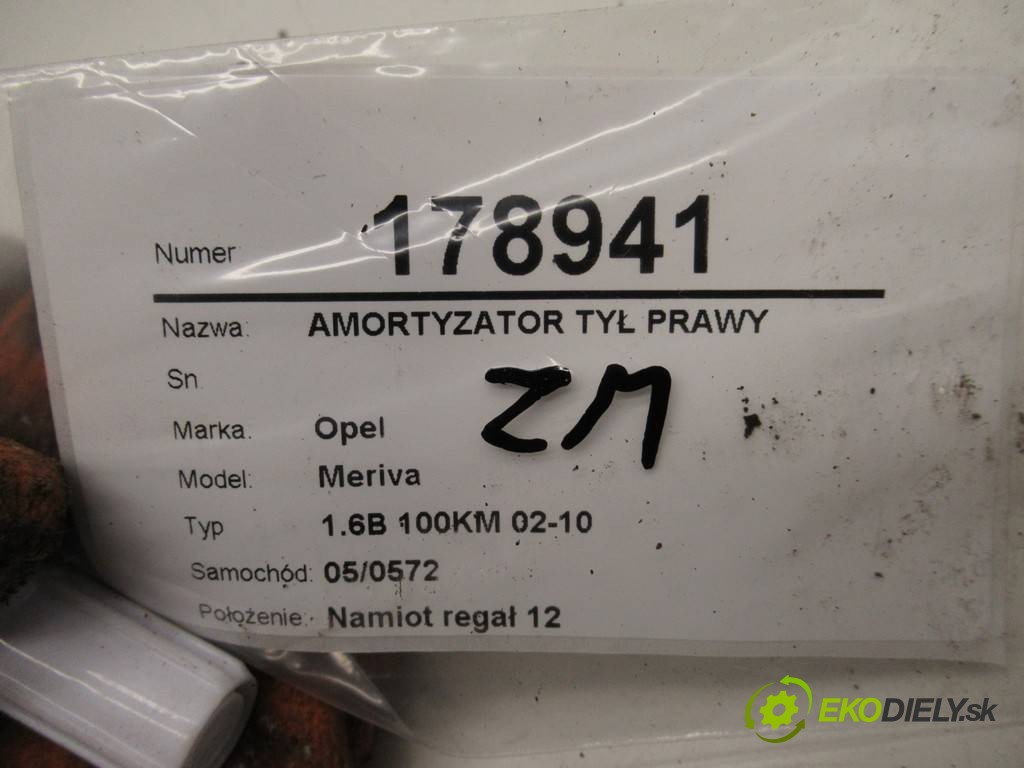 Numer 178941
Nazwa: AMORTYZATOR TYŁ PRAWY
Sn
ZM
Marka. Opel
Model: Meriva
Typ 1.6B 100KM 02-10
Samochód: 05/0572
Położenie: Namiot regał 12
EKODIELY.sk